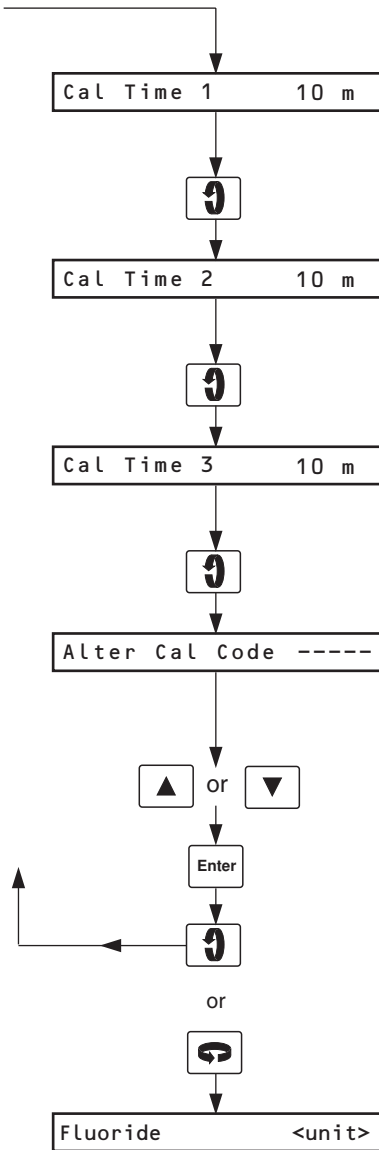 Cal Time 1 10 m
Cal Time 2 10 m
Cal Time 3 10 m
Alter Cal Code -----
or
Enter
or
Fluoride <unit>